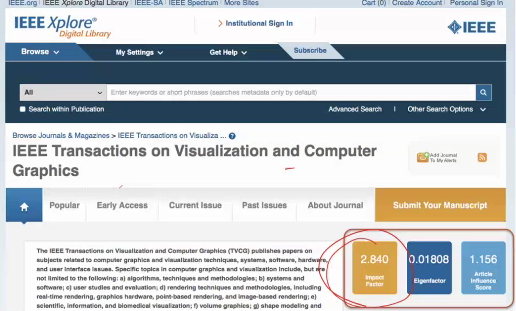 IEEE.org | IEEE Xplore Digital Library | IEEE-SA | IEEE Spectrum | More Sites Cart (0) | Create Account | Personal Sign In
IEEE Xplore®
Digital Library
> Institutional Sign In
IEEE
Browse My Settings Get Help Subscribe
All Enter keywords or short phrases (searches metadata only by default)
Search within Publication Advanced Search | Other Search Options
Browse Journals & Magazines > IEEE Transactions on Visualiza ... ?
IEEE Transactions on Visualization and Computer
Graphics
Add Journal
To My Alerts
Popular Early Access Current Issue Past Issues About Journal Submit Your Manuscript
The IEEE Transactions on Visualization and Computer Graphics (TVCG) publishes papers on
subjects related to computer graphics and visualization techniques, systems, software, hardware,
and user interface issues. Specific topics in computer graphics and visualization include, but are
not limited to the following: a) algorithms, techniques and methodologies; b) systems and
software; c) user studies and evaluation; d) rendering techniques and methodologies, including
real-time rendering, graphics hardware, point-based rendering, and image-based rendering; e)
scientific, information, and biomedical visualization; f) volume graphics; g) shape modeling and
2.840
Impact
Factor
0.01808
Eigenfactor
1.156
Article
Influence
Score